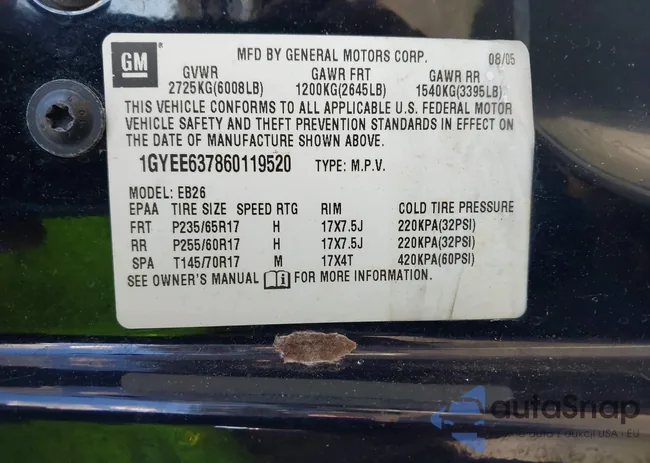 GM
MFD BY GENERAL MOTORS CORP. 08/05
GVWR GAWR FRT GAWR RR
2725KG(6008LB) 1200KG(2645LB) 1540KG(3395LB)
THIS VEHICLE CONFORMS TO ALL APPLICABLE U.S. FEDERAL MOTOR
VEHICLE SAFETY AND THEFT PREVENTION STANDARDS IN EFFECT ON
THE DATE OF MANUFACTURE SHOWN ABOVE.
1GYEE637860119520 TYPE: M.P.V.
MODEL: EB26
EPAA TIRE SIZE SPEED RTG RIM COLD TIRE PRESSURE
FRT P235/65R17 H 17X7.5J 220KPA(32PSI)
RR P255/60R17 H 17X7.5J 220KPA(32PSI)
SPA T145/70R17 M 17X4T 420KPA(60PSI)
SEE OWNER'S MANUAL i FOR MORE INFORMATION.
autoSnap